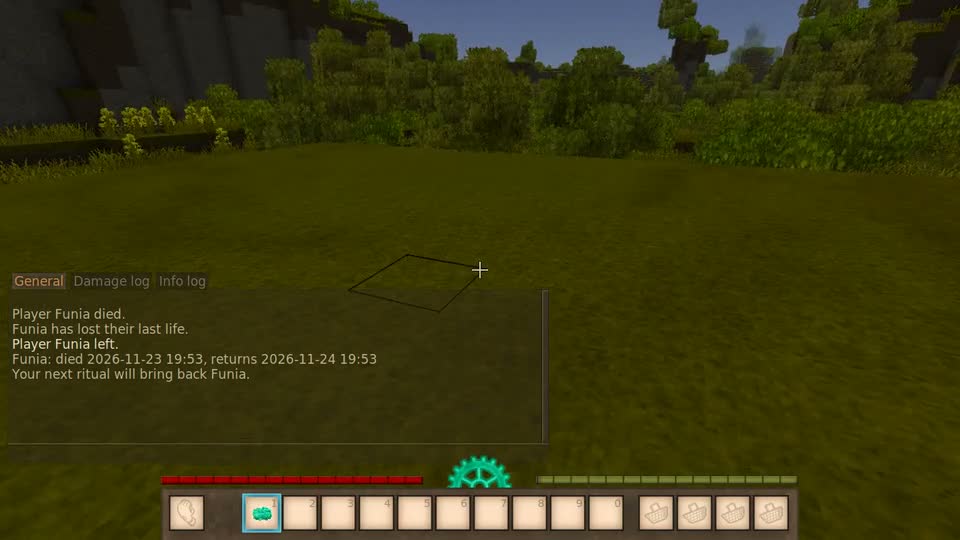 General Damage log Info log
Player Funia died.
Funia has lost their last life.
Player Funia left.
Funia: died 2026-11-23 19:53, returns 2026-11-24 19:53
Your next ritual will bring back Funia.
1 2 3 4 5 6 7 8 9 0